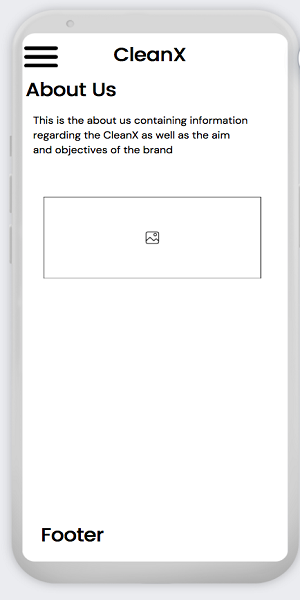 CleanX
About Us
This is the about us containing information
regarding the CleanX as well as the aim
and objectives of the brand
Footer